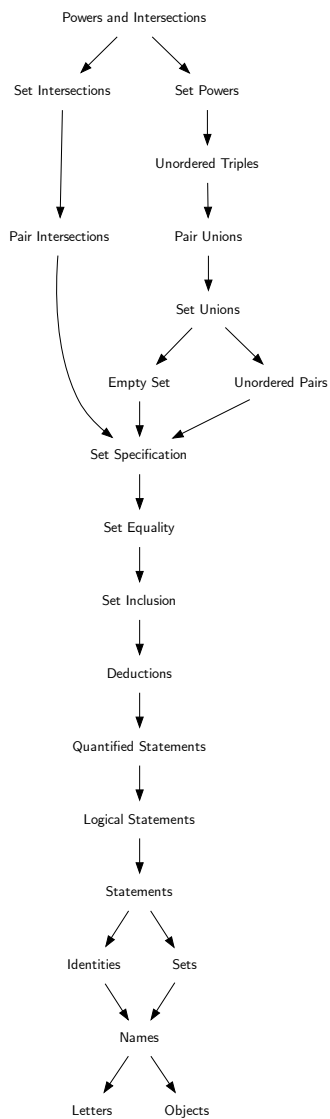 Powers and Intersections
Set Intersections
Set Powers
Unordered Triples
Pair Intersections
Pair Unions
Set Unions
Empty Set
Unordered Pairs
Set Specification
Set Equality
Set Inclusion
Deductions
Quantified Statements
Logical Statements
Statements
Identities
Sets
Names
Letters
Objects